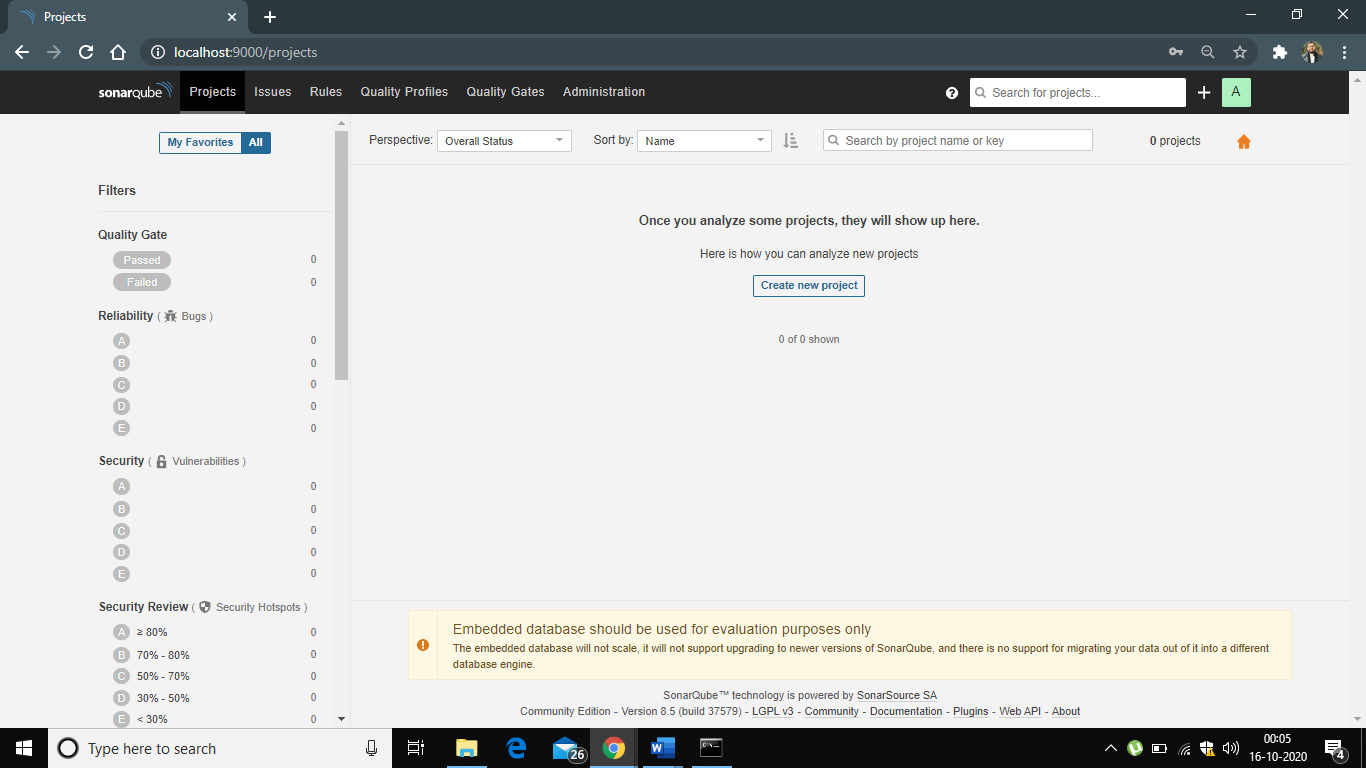 Projects
localhost:9000/projects
sonarqube Projects Issues Rules Quality Profiles Quality Gates Administration ? Search for projects... A
My Favorites All
Perspective: Overall Status Sort by: Name Search by project name or key 0 projects
Filters
Quality Gate
Passed 0
Failed 0
Reliability ( Bugs )
A 0
B 0
C 0
D 0
E 0
Security ( Vulnerabilities )
A 0
B 0
C 0
D 0
E 0
Security Review ( Security Hotspots )
A ≥ 80% 0
B 70% - 80% 0
C 50% - 70% 0
D 30% - 50% 0
E < 30% 0
Once you analyze some projects, they will show up here.
Here is how you can analyze new projects
Create new project
0 of 0 shown
Embedded database should be used for evaluation purposes only
The embedded database will not scale, it will not support upgrading to newer versions of SonarQube, and there is no support for migrating your data out of it into a different
database engine.
SonarQube™ technology is powered by SonarSource SA
Community Edition - Version 8.5 (build 37579) - LGPL v3 - Community - Documentation - Plugins - Web API - About
Type here to search
26
00:05
16-10-2020
4